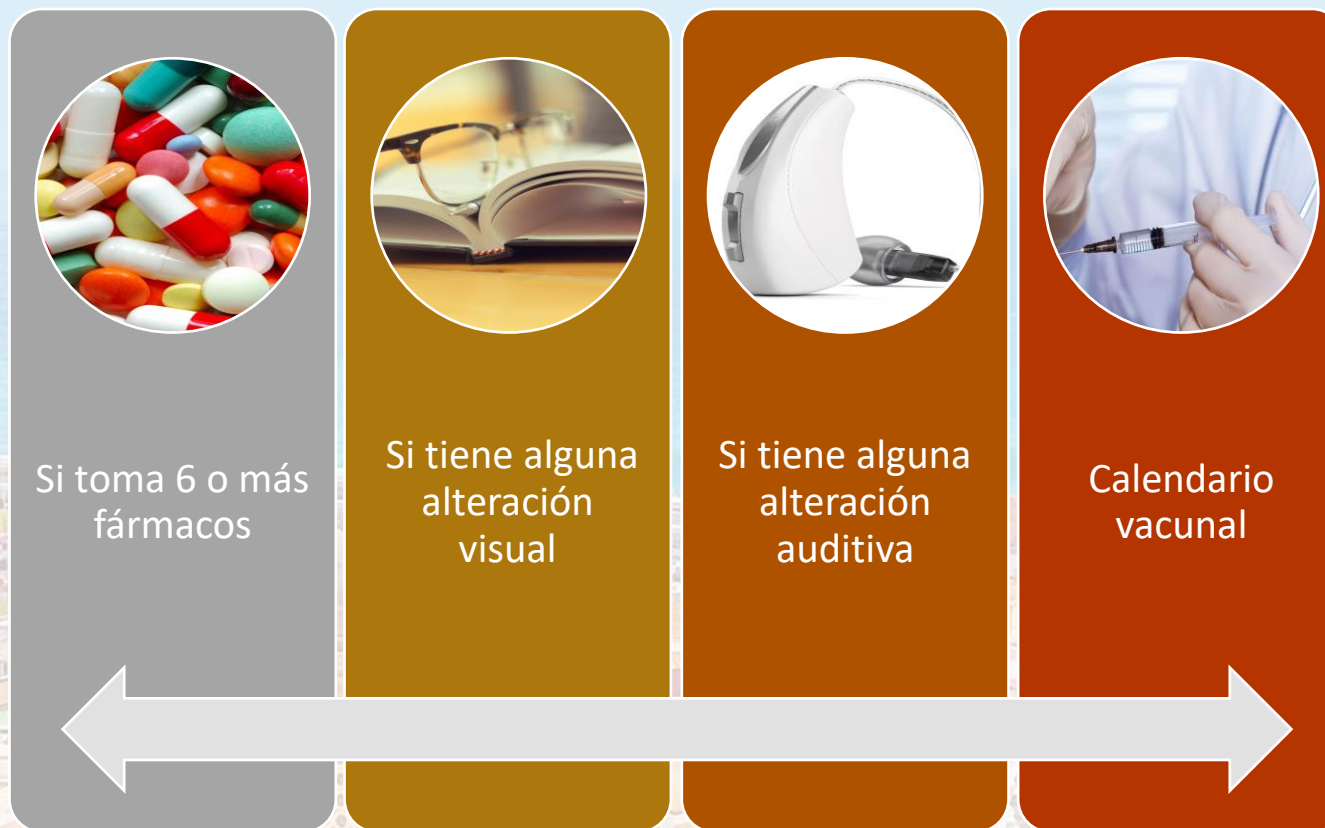 Si toma 6 o más
fármacos
Si tiene alguna
alteración
visual
Si tiene alguna
alteración
auditiva
Calendario
vacunal